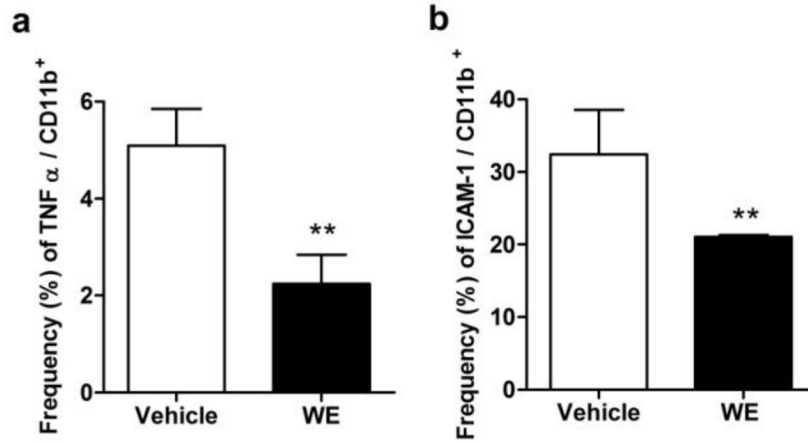 a
Frequency (%) of TNF α / CD11b+
6
4
2
0
**
Vehicle
WE
b
Frequency (%) of ICAM-1 / CD11b+
40
30
20
10
0
**
Vehicle
WE